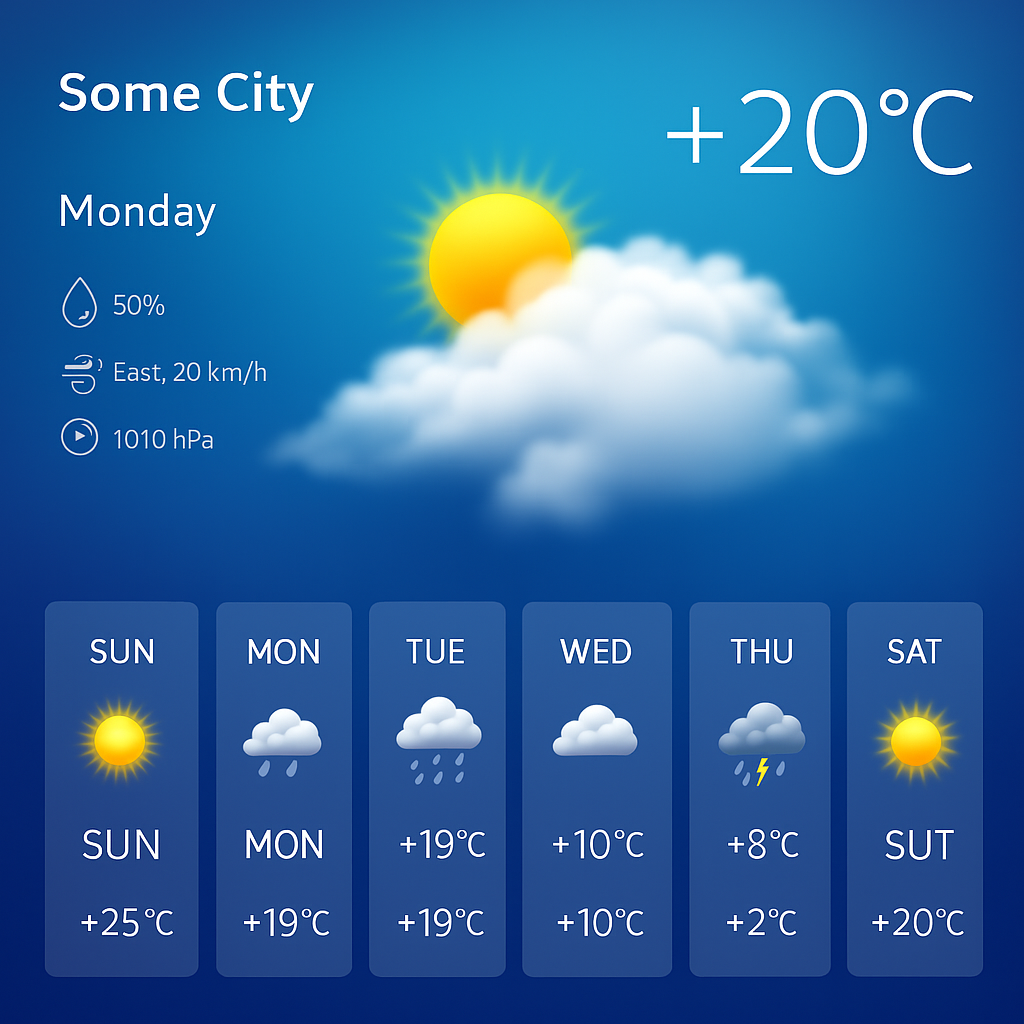 Some City
+20°C
Monday
50%
East, 20 km/h
1010 hPa
SUN
MON
TUE
WED
THU
SAT
SUN
MON
+19°C
+10°C
+8°C
SUT
+25°C
+19°C
+19°C
+10°C
+2°C
+20°C